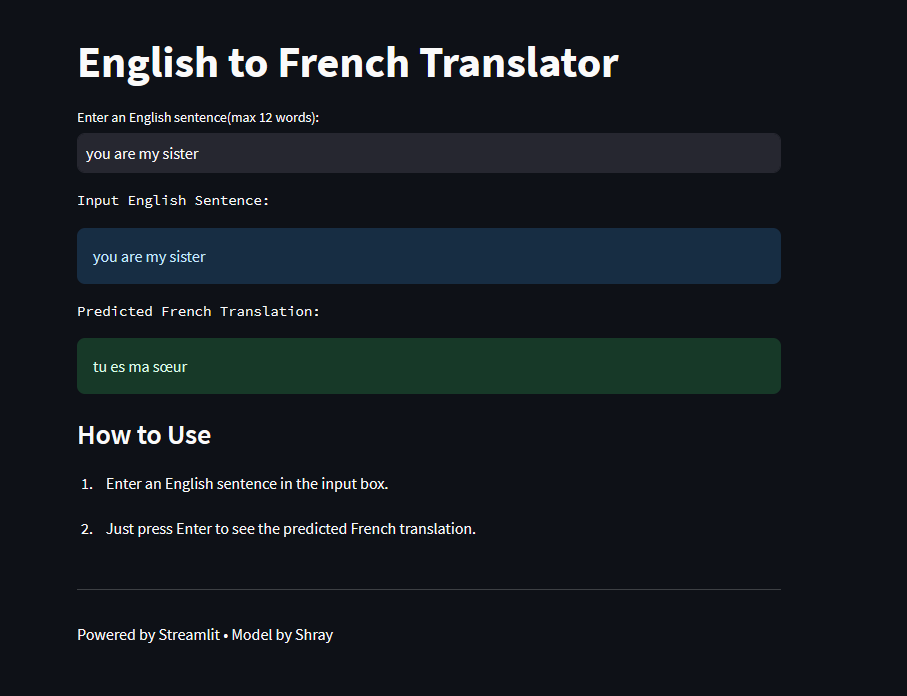 English to French Translator
Enter an English sentence(max 12 words):
you are my sister
Input English Sentence:
you are my sister
Predicted French Translation:
tu es ma sœur
How to Use
1. Enter an English sentence in the input box.
2. Just press Enter to see the predicted French translation.
Powered by Streamlit • Model by Shray